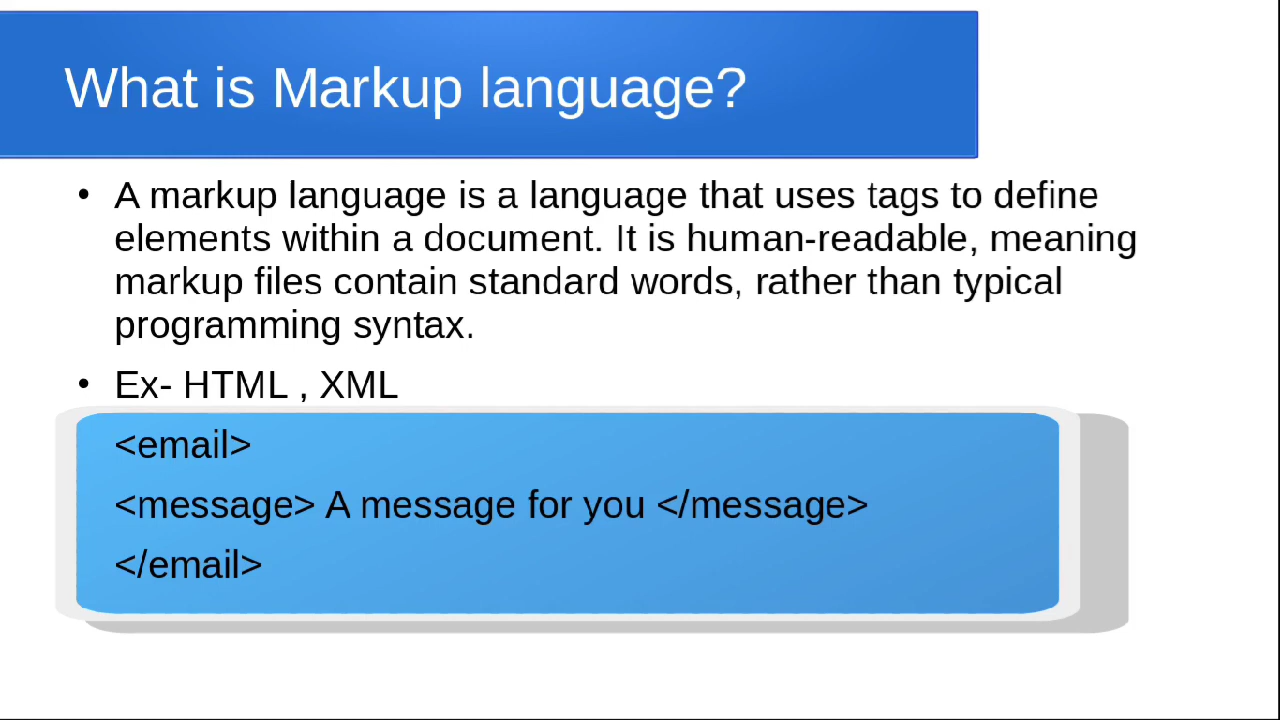 What is Markup language?
• A markup language is a language that uses tags to define
elements within a document. It is human-readable, meaning
markup files contain standard words, rather than typical
programming syntax.
• Ex- HTML , XML
<email>
<message> A message for you </message>
</email>